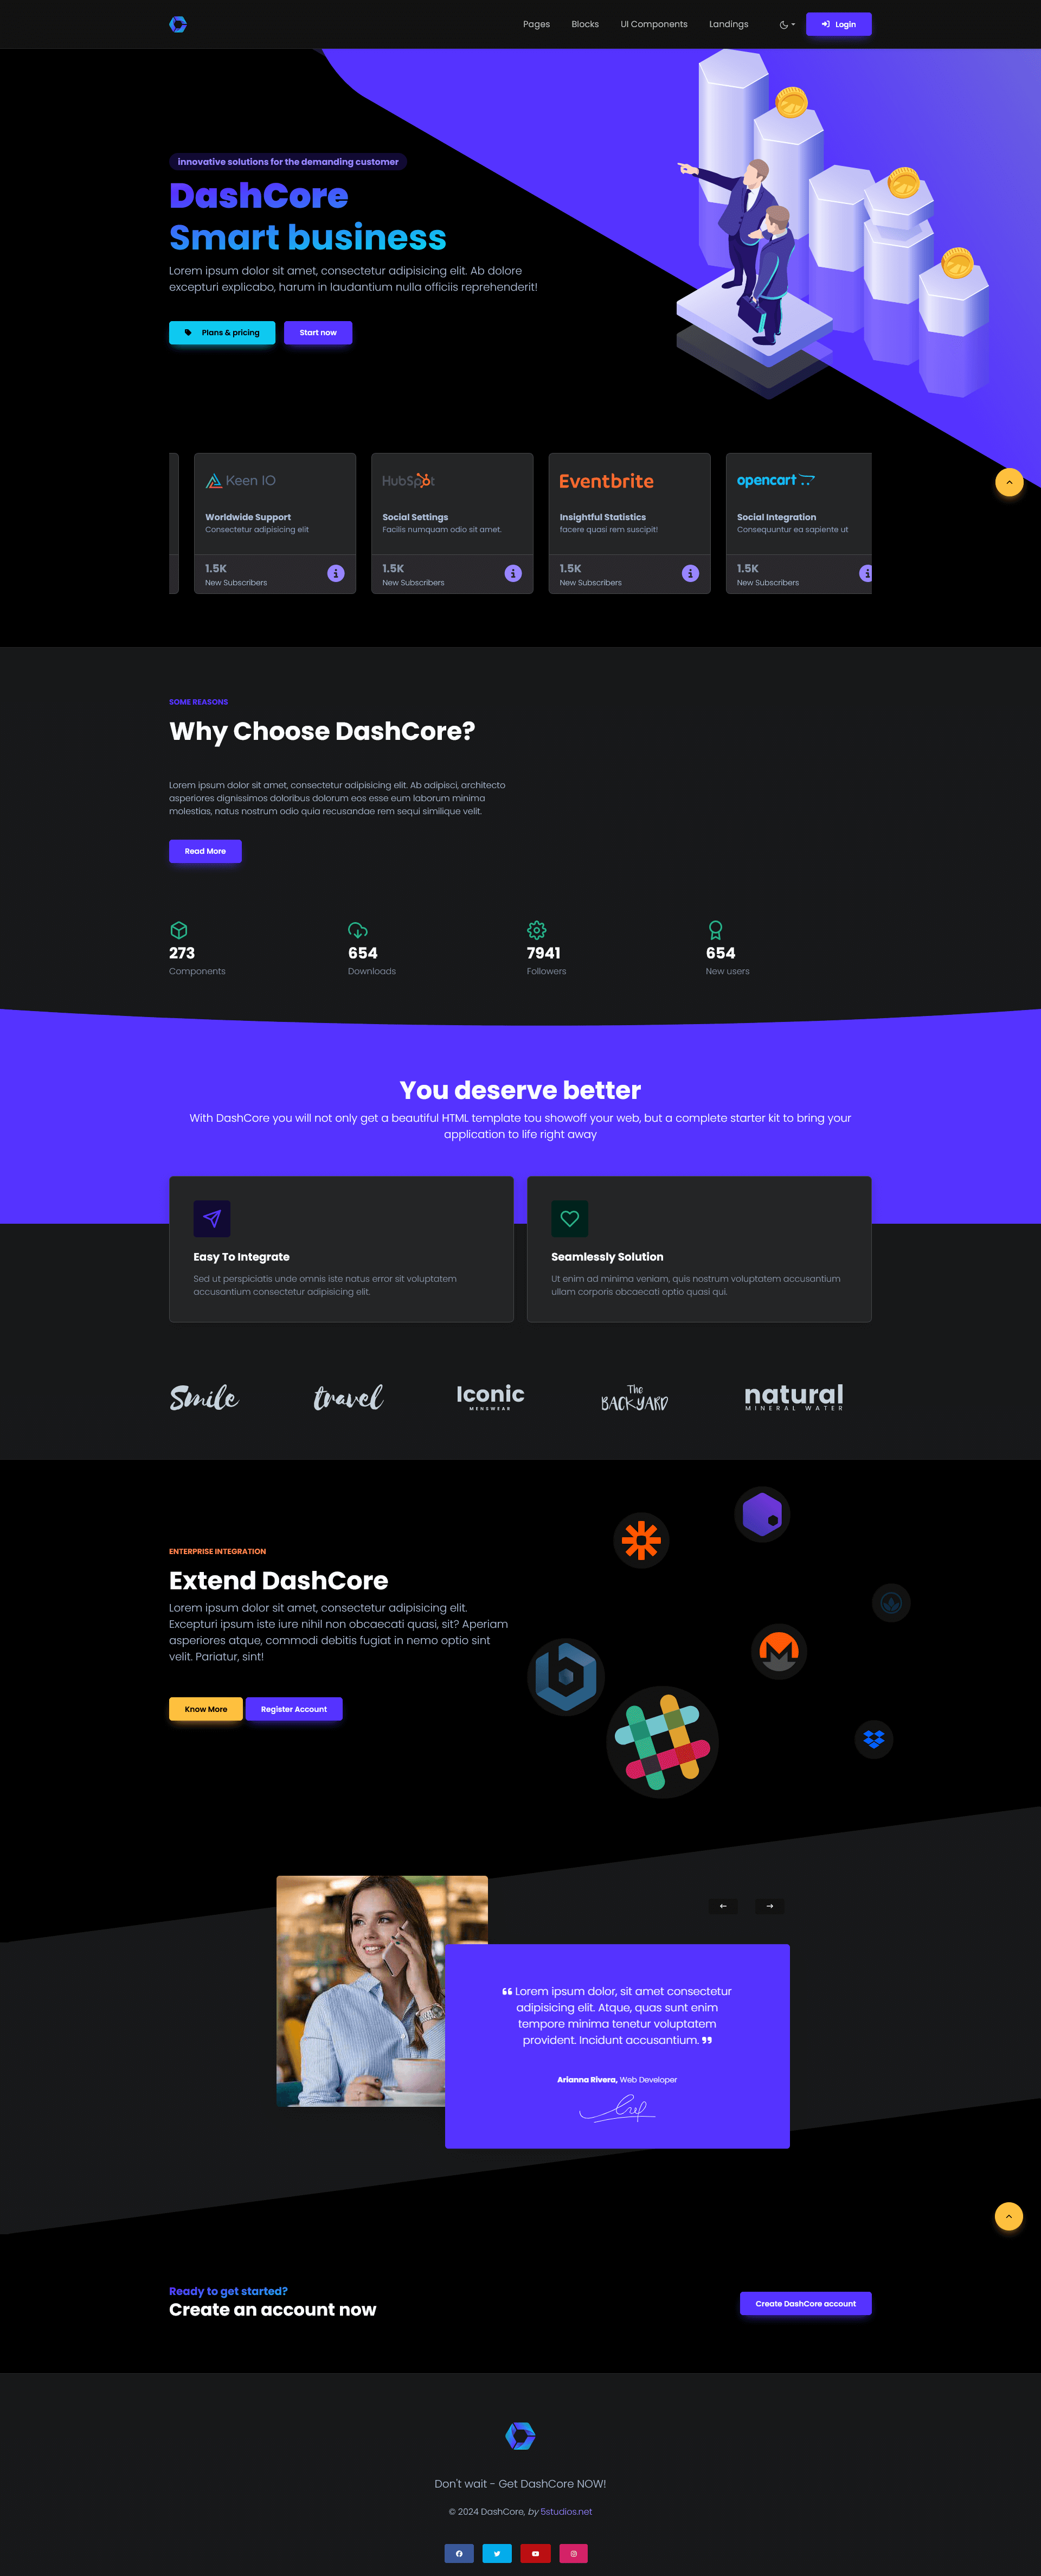 Pages
Blocks
UI Components
Landings
Login
innovative solutions for the demanding customer
DashCore
Smart business
Lorem ipsum dolor sit amet, consectetur adipisicing elit. Ab dolore
excepturi explicabo, harum in laudantium nulla officiis reprehenderit!
Plans & pricing
Start now
Keen IO
Worldwide Support
Consectetur adipisicing elit
1.5K
New Subscribers
HubSpot
Social Settings
Facilis numquam odio sit amet.
1.5K
New Subscribers
Eventbrite
Insightful Statistics
facere quasi rem suscipit!
1.5K
New Subscribers
opencart
Social Integration
Consequuntur ea sapiente ut
1.5K
New Subscribers
SOME REASONS
Why Choose DashCore?
Lorem ipsum dolor sit amet, consectetur adipisicing elit. Ab adipisci, architecto
asperiores dignissimos doloribus dolorum eos esse eum laborum minima
molestias, natus nostrum odio quia recusandae rem sequi similique velit.
Read More
273
Components
654
Downloads
7941
Followers
654
New users
You deserve better
With DashCore you will not only get a beautiful HTML template tou showoff your web, but a complete starter kit to bring your
application to life right away
Easy To Integrate
Sed ut perspiciatis unde omnis iste natus error sit voluptatem
accusantium consectetur adipisicing elit.
Seamlessly Solution
Ut enim ad minima veniam, quis nostrum voluptatem accusantium
ullam corporis obcaecati optio quasi qui.
Smile
travel
Iconic
MENSWEAR
The
BACKYARD
natural
MINERAL WATER
ENTERPRISE INTEGRATION
Extend DashCore
Lorem ipsum dolor sit amet, consectetur adipisicing elit.
Excepturi ipsum iste iure nihil non obcaecati quasi, sit? Aperiam
asperiores atque, commodi debitis fugiat in nemo optio sint
velit. Pariatur, sint!
Know More
Register Account
❝ Lorem ipsum dolor, sit amet consectetur
adipisicing elit. Atque, quas sunt enim
tempore minima tenetur voluptatem
provident. Incidunt accusantium. ❞
Arianna Rivera, Web Developer
Ready to get started?
Create an account now
Create DashCore account
Don't wait - Get DashCore NOW!
© 2024 DashCore, by 5studios.net